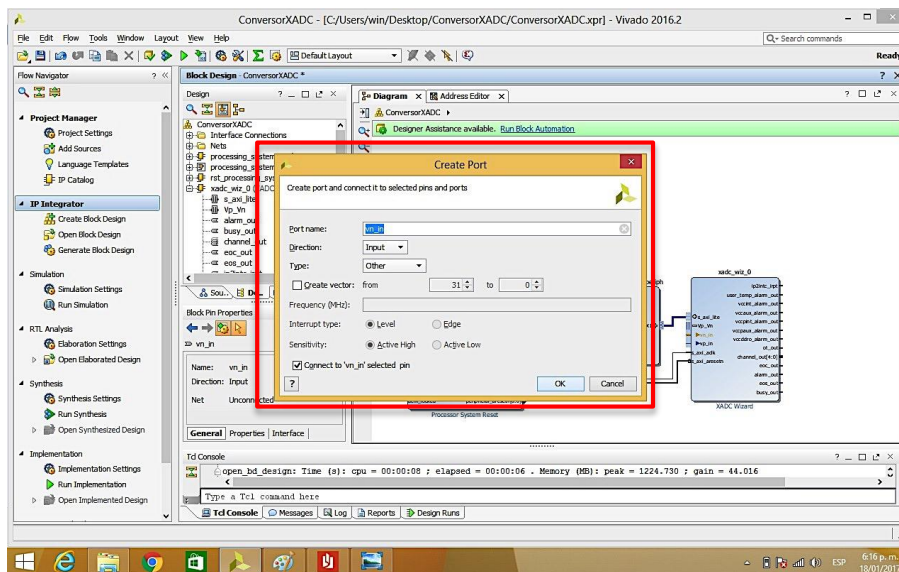 ConversorXADC - [C:/Users/win/Desktop/ConversorXADC/ConversorXADC.xpr] - Vivado 2016.2
File Edit Flow Tools Window Layout View Help
Search commands
Default Layout
Ready
Flow Navigator
Project Manager
Project Settings
Add Sources
Language Templates
IP Catalog
IP Integrator
Create Block Design
Open Block Design
Generate Block Design
Simulation
Simulation Settings
Run Simulation
RTL Analysis
Elaboration Settings
Open Elaborated Design
Synthesis
Synthesis Settings
Run Synthesis
Open Synthesized Design
Implementation
Implementation Settings
Run Implementation
Open Implemented Design
Block Design - ConversorXADC *
Design
ConversorXADC
Interface Connections
Nets
s_axi_lite
Vp_Vn
busy_out
eoc_out
eos_out
Block Pin Properties
vn_in
Name: vn_in
Direction: Input
Net
General Properties Interface
Diagram
Address Editor
ConversorXADC
Designer Assistance available. Run Block Automation
Create Port
Create port and connect it to selected pins and ports
Port name: vn_in
Direction: Input
Type: Other
Create vector: from 31 to 0
Frequency (MHz):
Interrupt type: Level Edge
Sensitivity: Active High Active Low
Connect to 'vn_in' selected pin
? OK Cancel
xadc_wiz_0
ip2intc_irpt
user_temp_alarm_out
vccint_alarm_out
vccaux_alarm_out
vccpint_alarm_out
vccpaux_alarm_out
vccddro_alarm_out
ot_out
channel_out[4:0]
eoc_out
alarm_out
eos_out
busy_out
XADC Wizard
Processor System Reset
Tcl Console
open_bd_design: Time (s): cpu = 00:00:08 ; elapsed = 00:00:06 . Memory (MB): peak = 1224.730 ; gain = 44.016
Type a Tcl command here
Tcl Console Messages Log Reports Design Runs
ESP
6:16 p. m.
18/01/2017